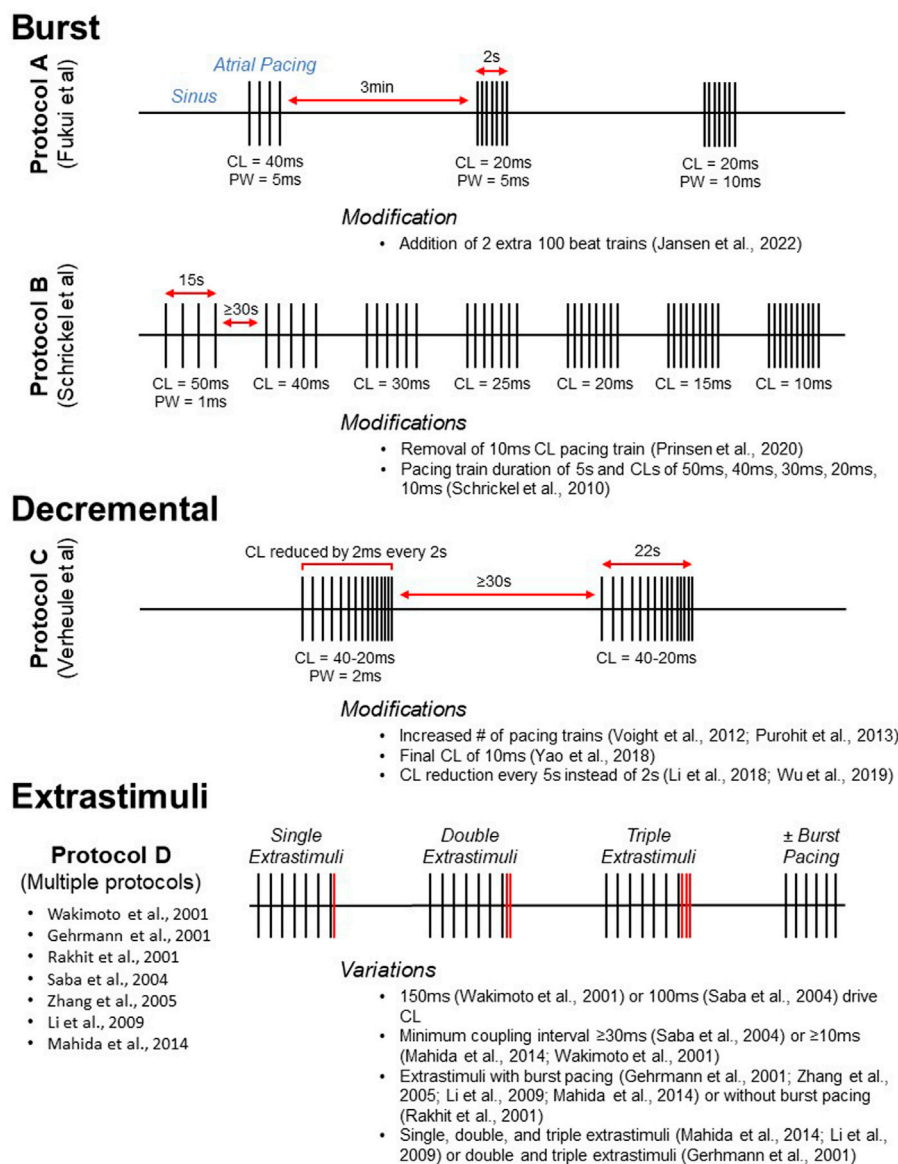 Burst
Protocol A
(Fukui et al)
Sinus
Atrial Pacing
3min
2s
CL = 40ms
PW = 5ms
CL = 20ms
PW = 5ms
CL = 20ms
PW = 10ms
Modification
• Addition of 2 extra 100 beat trains (Jansen et al., 2022)
Protocol B
(Schrickel et al)
15s
≥30s
CL = 50ms
PW = 1ms
CL = 40ms
CL = 30ms
CL = 25ms
CL = 20ms
CL = 15ms
CL = 10ms
Modifications
• Removal of 10ms CL pacing train (Prinsen et al., 2020)
• Pacing train duration of 5s and CLs of 50ms, 40ms, 30ms, 20ms,
10ms (Schrickel et al., 2010)
Decremental
Protocol C
(Verheule et al)
CL reduced by 2ms every 2s
≥30s
22s
CL = 40-20ms
PW = 2ms
CL = 40-20ms
Modifications
• Increased # of pacing trains (Voight et al., 2012; Purohit et al., 2013)
• Final CL of 10ms (Yao et al., 2018)
• CL reduction every 5s instead of 2s (Li et al., 2018; Wu et al., 2019)
Extrastimuli
Protocol D
(Multiple protocols)
• Wakimoto et al., 2001
• Gehrmann et al., 2001
• Rakhit et al., 2001
• Saba et al., 2004
• Zhang et al., 2005
• Li et al., 2009
• Mahida et al., 2014
Single
Extrastimuli
Double
Extrastimuli
Triple
Extrastimuli
± Burst
Pacing
Variations
• 150ms (Wakimoto et al., 2001) or 100ms (Saba et al., 2004) drive
CL
• Minimum coupling interval ≥30ms (Saba et al., 2004) or ≥10ms
(Mahida et al., 2014; Wakimoto et al., 2001)
• Extrastimuli with burst pacing (Gehrmann et al., 2001; Zhang et al.,
2005; Li et al., 2009; Mahida et al., 2014) or without burst pacing
(Rakhit et al., 2001)
• Single, double, and triple extrastimuli (Mahida et al., 2014; Li et al.,
2009) or double and triple extrastimuli (Gerhmann et al., 2001)